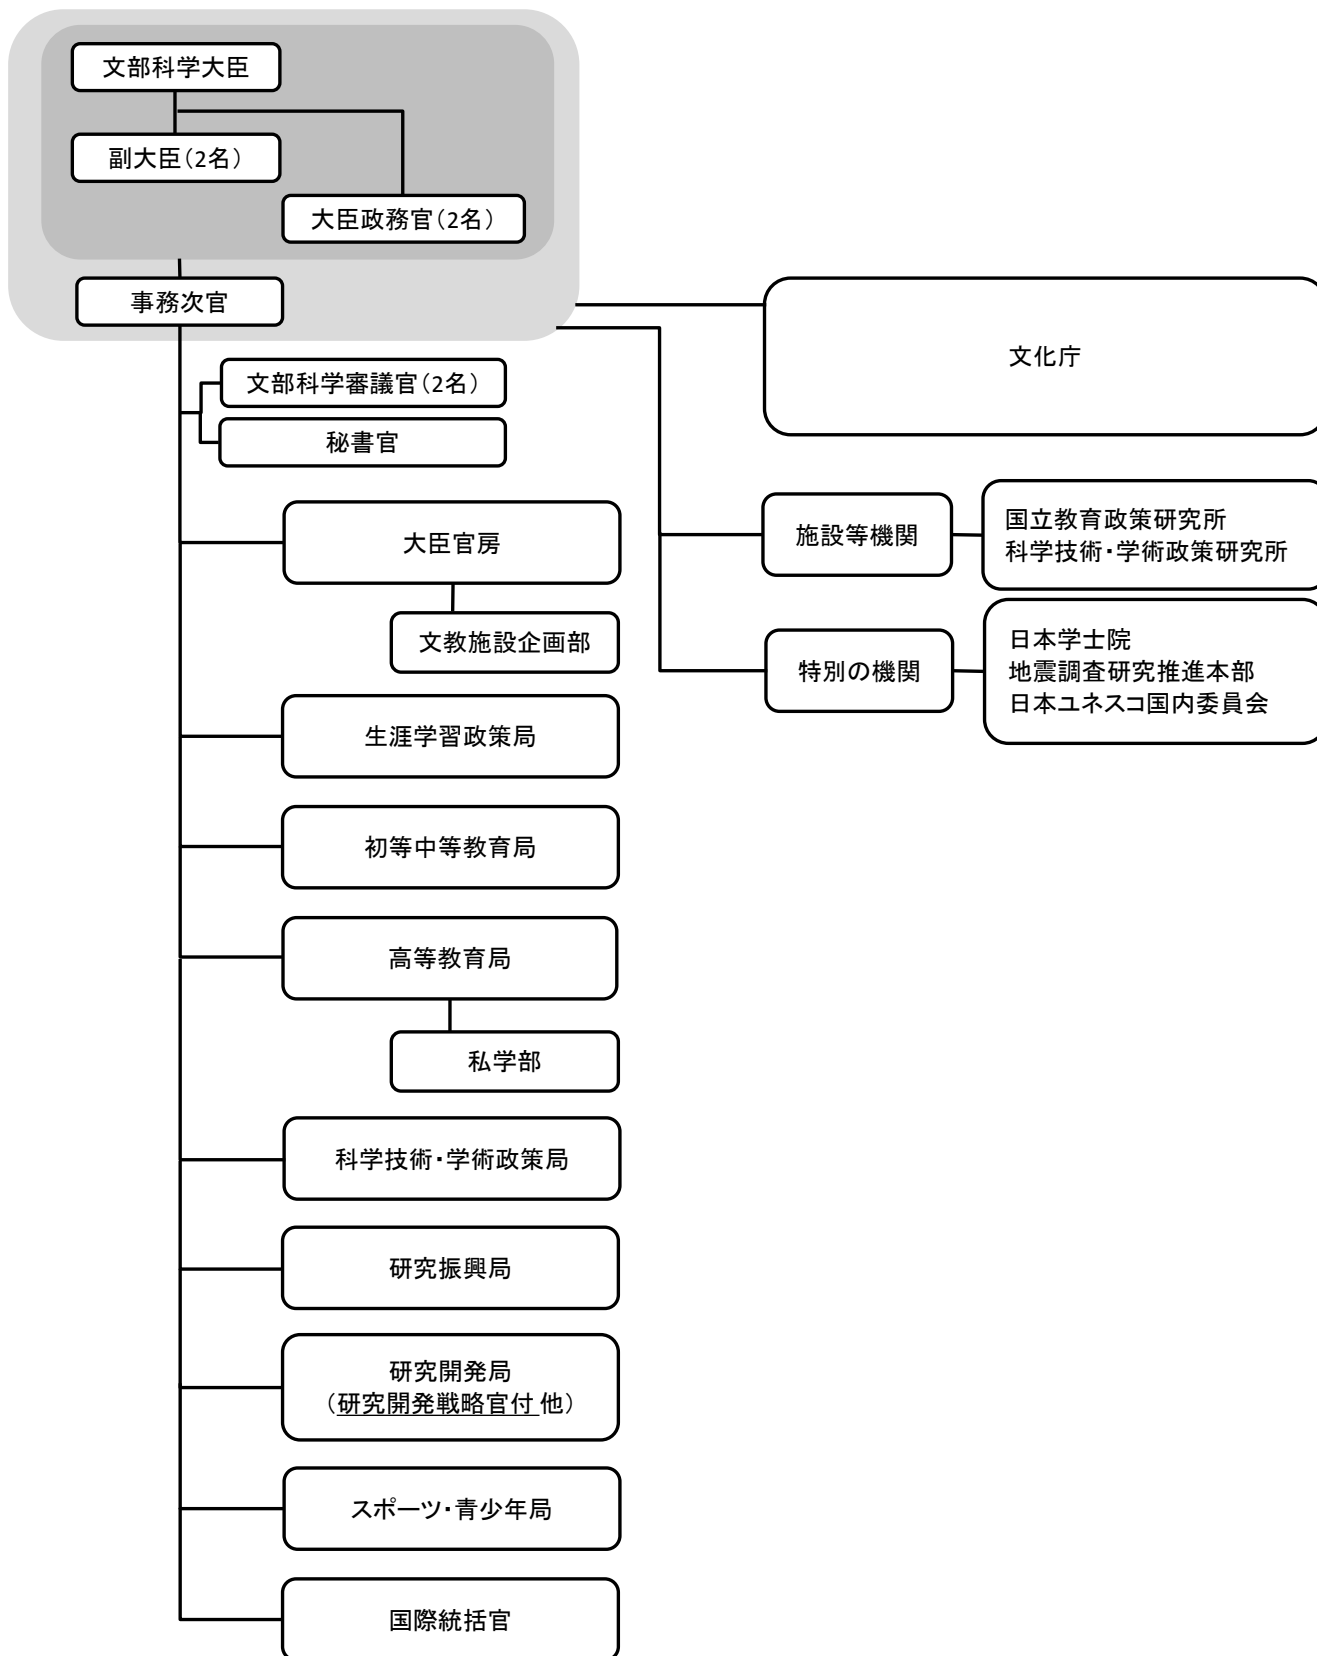 文部科学大臣
副大臣（2名）
大臣政務官（2名）
事務次官
文部科学審議官（2名）
秘書官
大臣官房
文教施設企画部
生涯学習政策局
初等中等教育局
高等教育局
私学部
科学技術・学術政策局
研究振興局
研究開発局
（研究開発戦略官付 他）
スポーツ・青少年局
国際統括官
文化庁
施設等機関
国立教育政策研究所
科学技術・学術政策研究所
特別の機関
日本学士院
地震調査研究推進本部
日本ユネスコ国内委員会